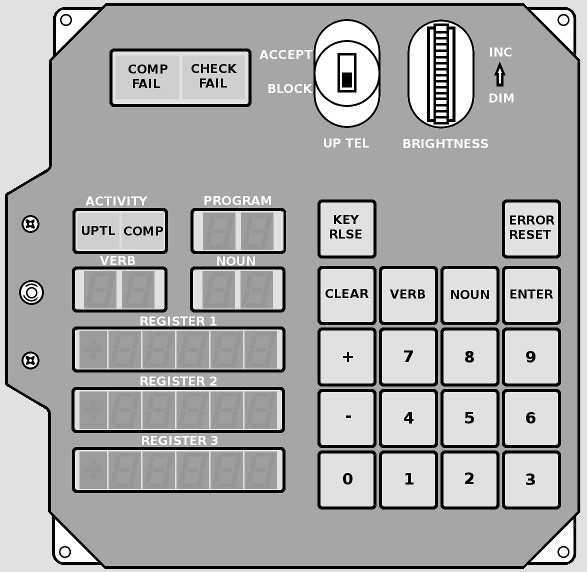 COMP FAIL
CHECK FAIL
ACCEPT
BLOCK
INC
DIM
UP TEL
BRIGHTNESS
ACTIVITY
PROGRAM
UPTL COMP
VERB
NOUN
REGISTER 1
REGISTER 2
REGISTER 3
KEY RLSE
ERROR RESET
CLEAR VERB NOUN ENTER
+ 7 8 9
- 4 5 6
0 1 2 3